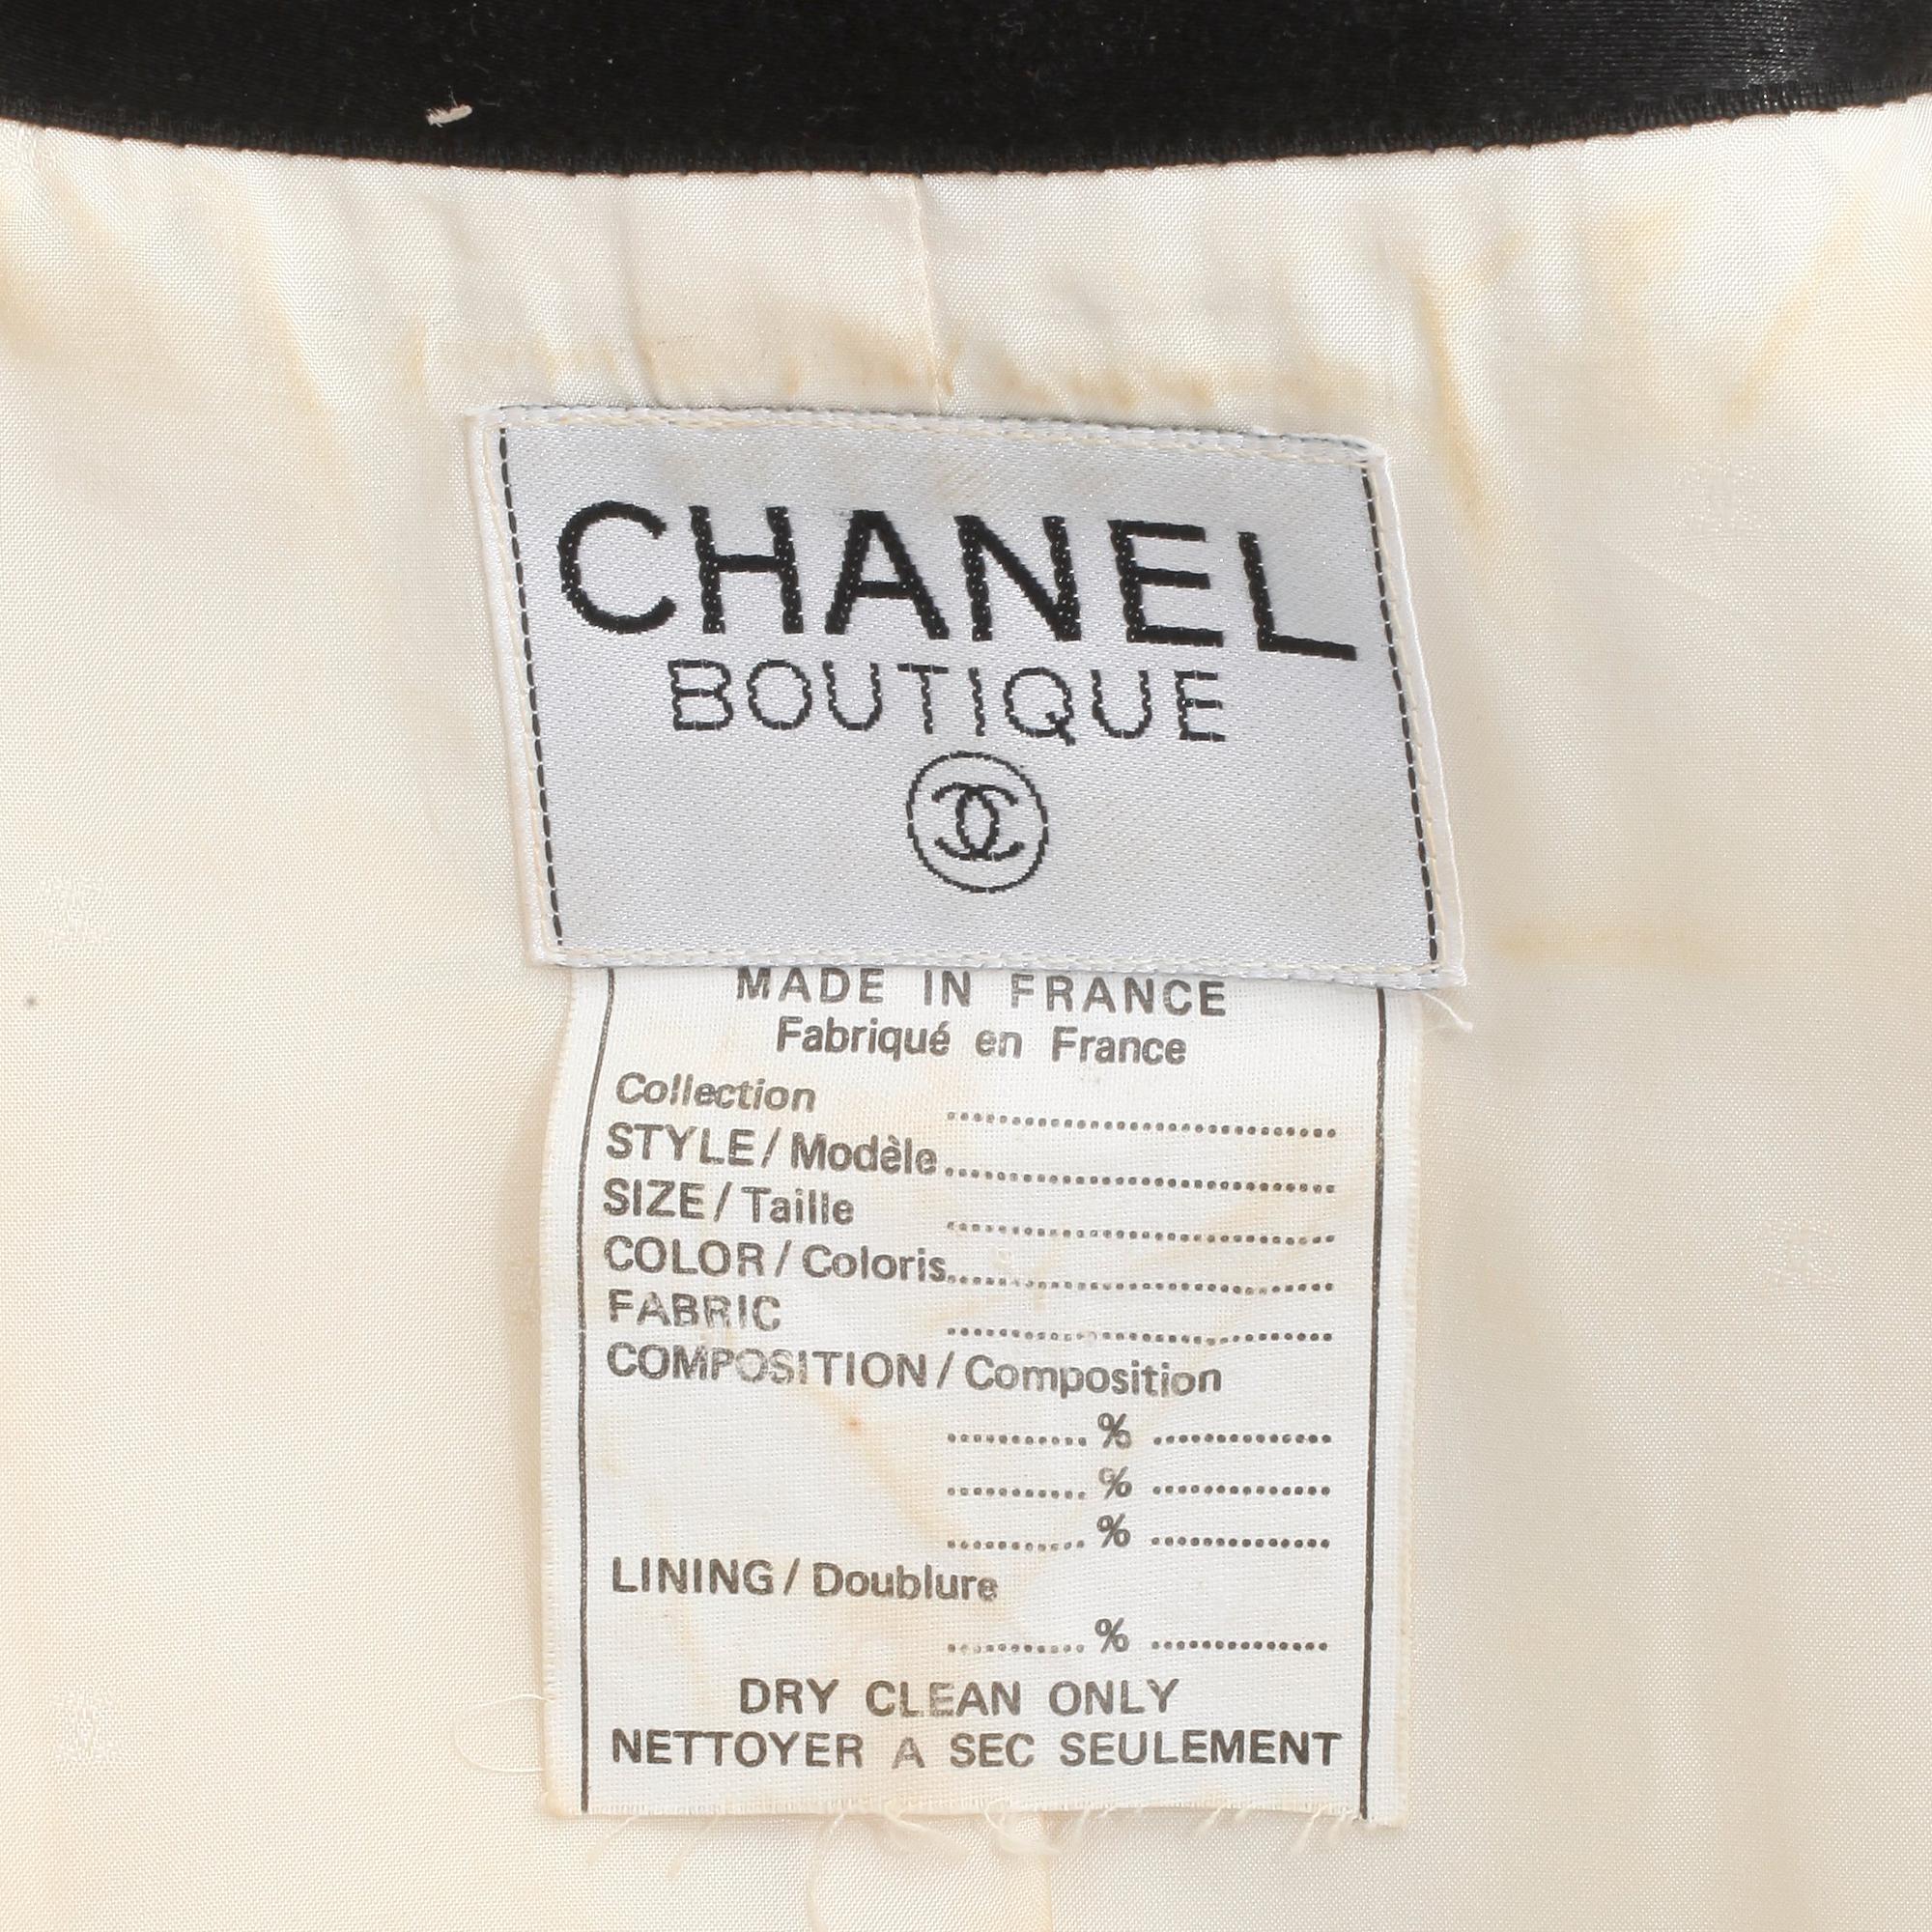 CHANEL
BOUTIQUE
MADE IN FRANCE
Fabriqué en France
Collection ..............................
STYLE / Modèle ..............................
SIZE / Taille ..............................
COLOR / Coloris ..............................
FABRIC ..............................
COMPOSITION / Composition
........... % ..............
........... % ..............
........... % ..............
LINING / Doublure
........... % ..............
DRY CLEAN ONLY
NETTOYER A SEC SEULEMENT